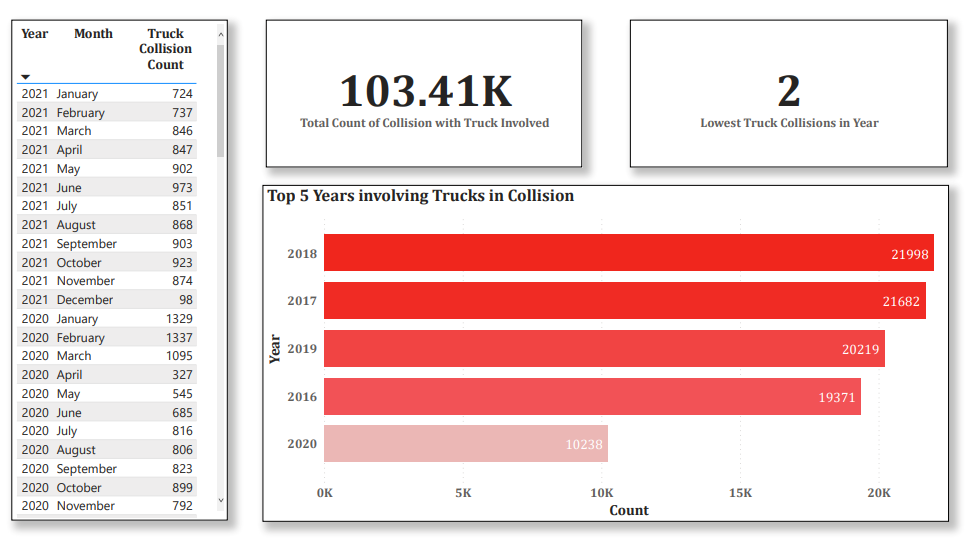 Year Month Truck Collision Count
2021 January 724
2021 February 737
2021 March 846
2021 April 847
2021 May 902
2021 June 973
2021 July 851
2021 August 868
2021 September 903
2021 October 923
2021 November 874
2021 December 98
2020 January 1329
2020 February 1337
2020 March 1095
2020 April 327
2020 May 545
2020 June 685
2020 July 816
2020 August 806
2020 September 823
2020 October 899
2020 November 792
103.41K
Total Count of Collision with Truck Involved
2
Lowest Truck Collisions in Year
Top 5 Years involving Trucks in Collision
Year
2018 21998
2017 21682
2019 20219
2016 19371
2020 10238
0K 5K 10K 15K 20K
Count